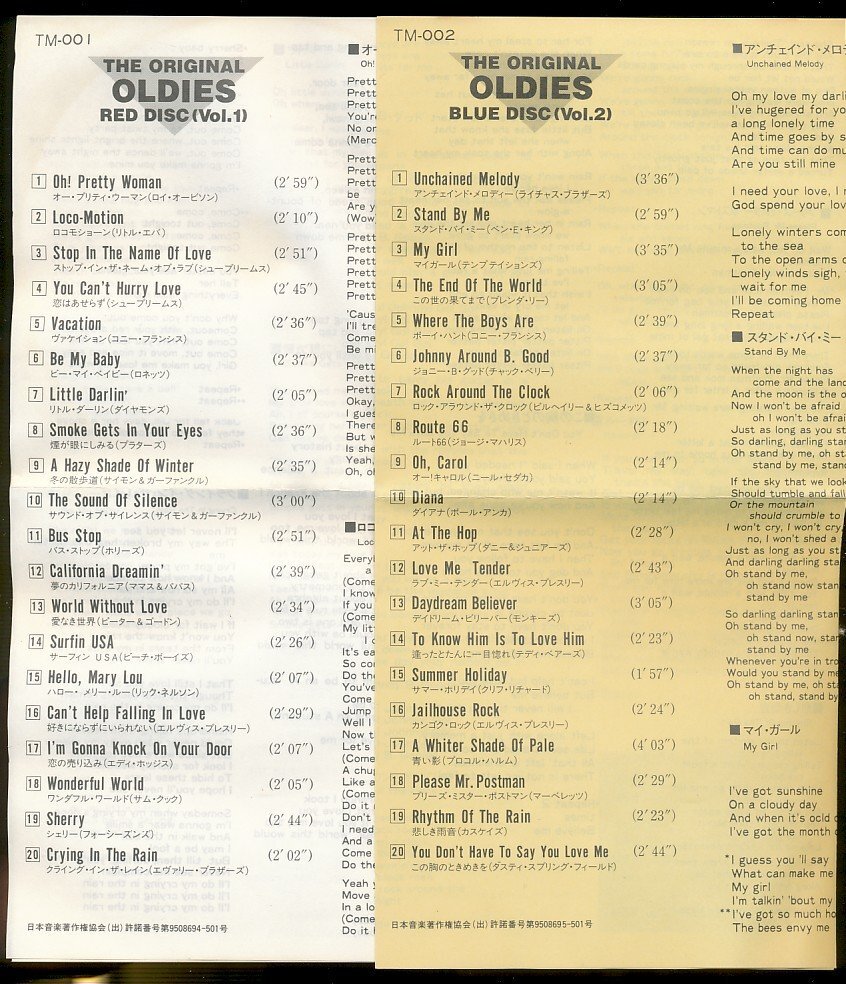 TM-001
THE ORIGINAL
OLDIES
RED DISC(Vol.1)
1 Oh! Pretty Woman (2'59")
オー・プリティ・ウーマン(ロイ・オービソン)
2 Loco-Motion (2'10")
ロコモション(リトル・エバ)
3 Stop In The Name Of Love (2'51")
ストップ・イン・ザ・ネーム・オブ・ラブ(シュープリームス)
4 You Can't Hurry Love (2'45")
恋はあせらず(シュープリームス)
5 Vacation (2'36")
ヴァケイション(コニー・フランシス)
6 Be My Baby (2'37")
ビー・マイ・ベイビー(ロネッツ)
7 Little Darlin' (2'05")
リトル・ダーリン(ダイヤモンズ)
8 Smoke Gets In Your Eyes (2'36")
煙が眼にしみる(プラターズ)
9 A Hazy Shade Of Winter (2'35")
冬の散歩道(サイモン&ガーファンクル)
10 The Sound Of Silence (3'00")
サウンド・オブ・サイレンス(サイモン&ガーファンクル)
11 Bus Stop (2'51")
バス・ストップ(ホリーズ)
12 California Dreamin' (2'39")
夢のカリフォルニア(ママス&パパス)
13 World Without Love (2'34")
愛なき世界(ピーター&ゴードン)
14 Surfin USA (2'26")
サーフィン USA(ビーチ・ボーイズ)
15 Hello, Mary Lou (2'07")
ハロー・メリー・ルー(リック・ネルソン)
16 Can't Help Falling In Love (2'29")
好きにならずにいられない(エルヴィス・プレスリー)
17 I'm Gonna Knock On Your Door (2'07")
恋の売り込み(エディ・ホッジス)
18 Wonderful World (2'05")
ワンダフル・ワールド(サム・クック)
19 Sherry (2'44")
シェリー(フォーシーズンズ)
20 Crying In The Rain (2'02")
クライング・イン・ザ・レイン(エヴァリー・ブラザーズ)
日本音楽著作権協会(出)許諾番号第9508694-501号
TM-002
THE ORIGINAL
OLDIES
BLUE DISC(Vol.2)
1 Unchained Melody (3'36")
アンチェインド・メロディー(ライチャス・ブラザーズ)
2 Stand By Me (2'59")
スタンド・バイ・ミー(ベン・E・キング)
3 My Girl (3'35")
マイガール(テンプテイションズ)
4 The End Of The World (3'05")
この世の果てまで(ブレンダ・リー)
5 Where The Boys Are (2'39")
ボーイ・ハント(コニー・フランシス)
6 Johnny Around B. Good (2'37")
ジョニー・B・グッド(チャック・ベリー)
7 Rock Around The Clock (2'06")
ロック・アラウンド・ザ・クロック(ビルヘイリー&ヒズコメッツ)
8 Route 66 (2'18")
ルート66(ジョージ・マハリス)
9 Oh, Carol (2'14")
オー!キャロル(ニール・セダカ)
10 Diana (2'14")
ダイアナ(ポール・アンカ)
11 At The Hop (2'28")
アット・ザ・ホップ(ダニー&ジュニアーズ)
12 Love Me Tender (2'43")
ラブ・ミー・テンダー(エルヴィス・プレスリー)
13 Daydream Believer (3'05")
デイドリーム・ビリーバー(モンキーズ)
14 To Know Him Is To Love Him (2'23")
逢ったとたんに一目惚れ(テディ・ベアーズ)
15 Summer Holiday (1'57")
サマー・ホリデイ(クリフ・リチャード)
16 Jailhouse Rock (2'24")
カンゴク・ロック(エルヴィス・プレスリー)
17 A Whiter Shade Of Pale (4'03")
青い影(プロコル・ハルム)
18 Please Mr. Postman (2'29")
プリーズ・ミスター・ポストマン(マーベレッツ)
19 Rhythm Of The Rain (2'23")
悲しき雨音(カスケイズ)
20 You Don't Have To Say You Love Me (2'44")
この胸のときめきを(ダスティ・スプリング・フィールド)
日本音楽著作権協会(出)許諾番号第9508695-501号
■アンチェインド・メロ
Unchained Melody
Oh my love my darli
I've hugered for yo
a long lonely time
And time goes by s
And time can do mu
Are you still mine
I need your love, I
God spend your lov
Lonely winters com
to the sea
To the open arms o
Lonely winds sigh,
wait for me
I'll be coming home
Repeat
■スタンド・バイ・ミー
Stand By Me
When the night has
come and the land
And the moon is the o
Now I won't be afraid
oh I won't be afrai
Just as long as you st
So darling, darling stan
Oh stand by me, oh st
stand by me, stand
If the sky that we look
Should tumble and fall
Or the mountain
should crumble to
I won't cry, I won't cry,
no, I won't shed a
Just as long as you st
And darling darling stan
Oh stand by me,
oh stand now stan
stand by me
So darling darling stan
Oh stand by me,
oh stand now, stan
stand by me
Whenever you're in tro
Would you stand by me
Oh stand by me, oh sta
oh stand, stand by
■マイ・ガール
My Girl
I've got sunshine
On a cloudy day
And when it's ocld o
I've got the month o
*I guess you 'll say
What can make me
My girl
I'm talkin' 'bout my
**I've got so much ho
The bees envy me